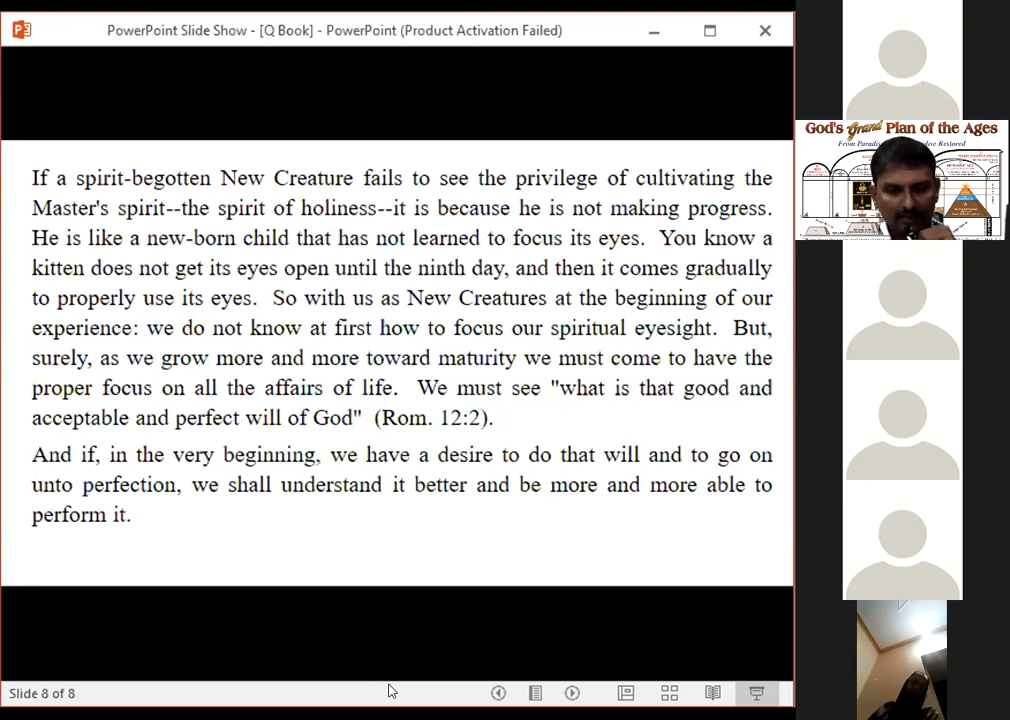 PowerPoint Slide Show - [Q Book] - PowerPoint (Product Activation Failed)
If a spirit-begotten New Creature fails to see the privilege of cultivating the
Master's spirit--the spirit of holiness--it is because he is not making progress.
He is like a new-born child that has not learned to focus its eyes. You know a
kitten does not get its eyes open until the ninth day, and then it comes gradually
to properly use its eyes. So with us as New Creatures at the beginning of our
experience: we do not know at first how to focus our spiritual eyesight. But,
surely, as we grow more and more toward maturity we must come to have the
proper focus on all the affairs of life. We must see "what is that good and
acceptable and perfect will of God" (Rom. 12:2).
And if, in the very beginning, we have a desire to do that will and to go on
unto perfection, we shall understand it better and be more and more able to
perform it.
Slide 8 of 8
God's Grand Plan of the Ages
From Restored